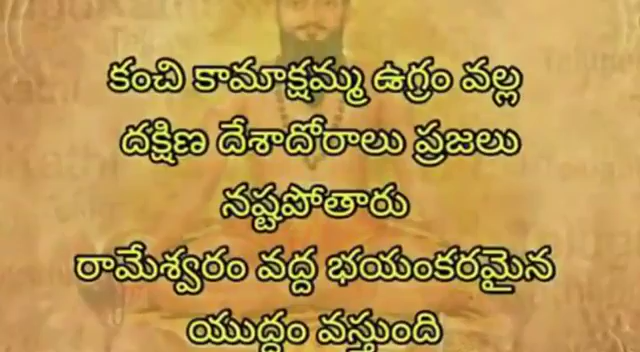 కంచి కామాక్షమ్మ ఉగ్రం వల్ల
దక్షిణ దేశాదోరాలు ప్రజలు
నష్టపోతారు
రామేశ్వరం వద్ద భయంకరమైన
యుద్దం వస్తుంది